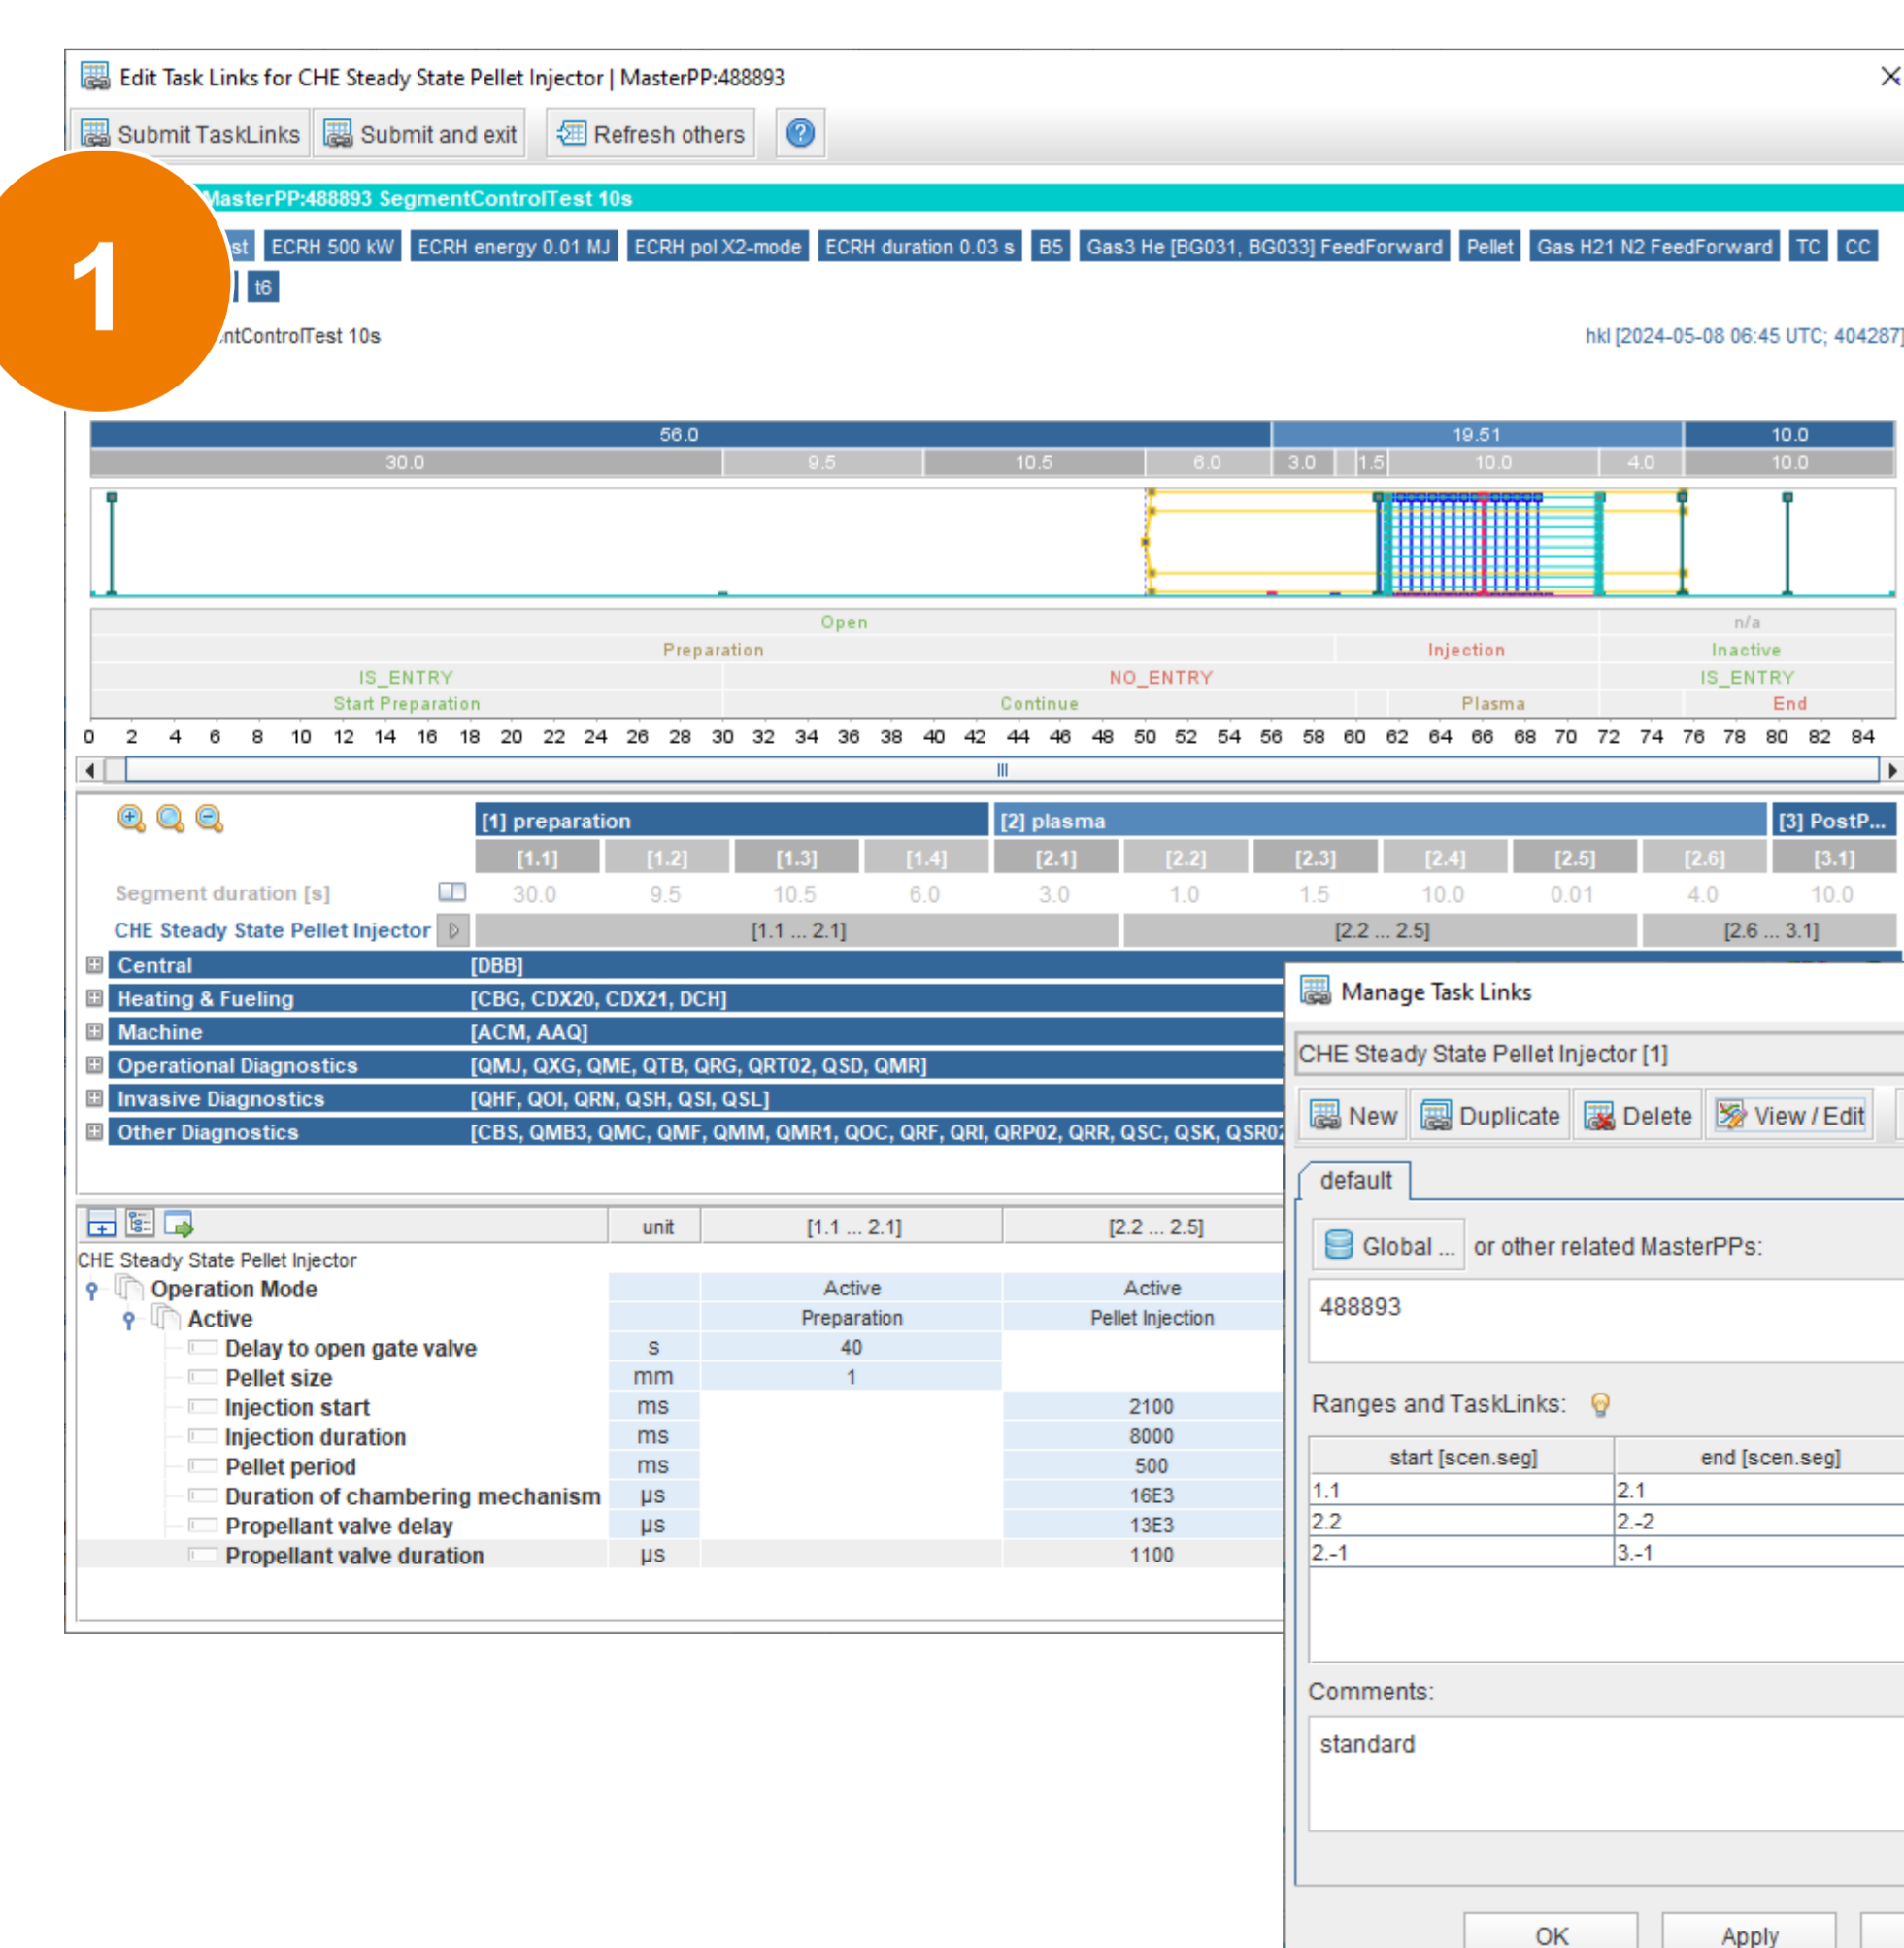 Edit Task Links for CHE Steady State Pellet Injector | MasterPP:488893
Submit TaskLinks Submit and exit Refresh others ?
1
MasterPP:488893 SegmentControlTest 10s
st ECRH 500 kW ECRH energy 0.01 MJ ECRH pol X2-mode ECRH duration 0.03 s B5 Gas3 He [BG031, BG033] FeedForward Pellet Gas H21 N2 FeedForward TC CC
t6
entControlTest 10s hkl [2024-05-08 06:45 UTC; 404287]
56.0 19.51 10.0
30.0 9.5 10.5 6.0 3.0 1.5 10.0 4.0 10.0
Open n/a
Preparation Injection Inactive
IS_ENTRY NO_ENTRY IS_ENTRY
Start Preparation Continue Plasma End
0 2 4 6 8 10 12 14 16 18 20 22 24 26 28 30 32 34 36 38 40 42 44 46 48 50 52 54 56 58 60 62 64 66 68 70 72 74 76 78 80 82 84
[1] preparation [2] plasma [3] PostP...
[1.1] [1.2] [1.3] [1.4] [2.1] [2.2] [2.3] [2.4] [2.5] [2.6] [3.1]
Segment duration [s] 30.0 9.5 10.5 6.0 3.0 1.0 1.5 10.0 0.01 4.0 10.0
CHE Steady State Pellet Injector [1.1 ... 2.1] [2.2 ... 2.5] [2.6 ... 3.1]
Central [DBB]
Heating & Fueling [CBG, CDX20, CDX21, DCH]
Machine [ACM, AAQ]
Operational Diagnostics [QMJ, QXG, QME, QTB, QRG, QRT02, QSD, QMR]
Invasive Diagnostics [QHF, QOI, QRN, QSH, QSI, QSL]
Other Diagnostics [CBS, QMB3, QMC, QMF, QMM, QMR1, QOC, QRF, QRI, QRP02, QRR, QSC, QSK, QSR02
unit [1.1 ... 2.1] [2.2 ... 2.5]
CHE Steady State Pellet Injector
Operation Mode Active Active
Active Preparation Pellet Injection
Delay to open gate valve s 40
Pellet size mm 1
Injection start ms 2100
Injection duration ms 8000
Pellet period ms 500
Duration of chambering mechanism µs 16E3
Propellant valve delay µs 13E3
Propellant valve duration µs 1100
Manage Task Links
CHE Steady State Pellet Injector [1]
New Duplicate Delete View / Edit
default
Global ... or other related MasterPPs:
488893
Ranges and TaskLinks:
start [scen.seg] end [scen.seg]
1.1 2.1
2.2 2.-2
2.-1 3.-1
Comments:
standard
OK Apply